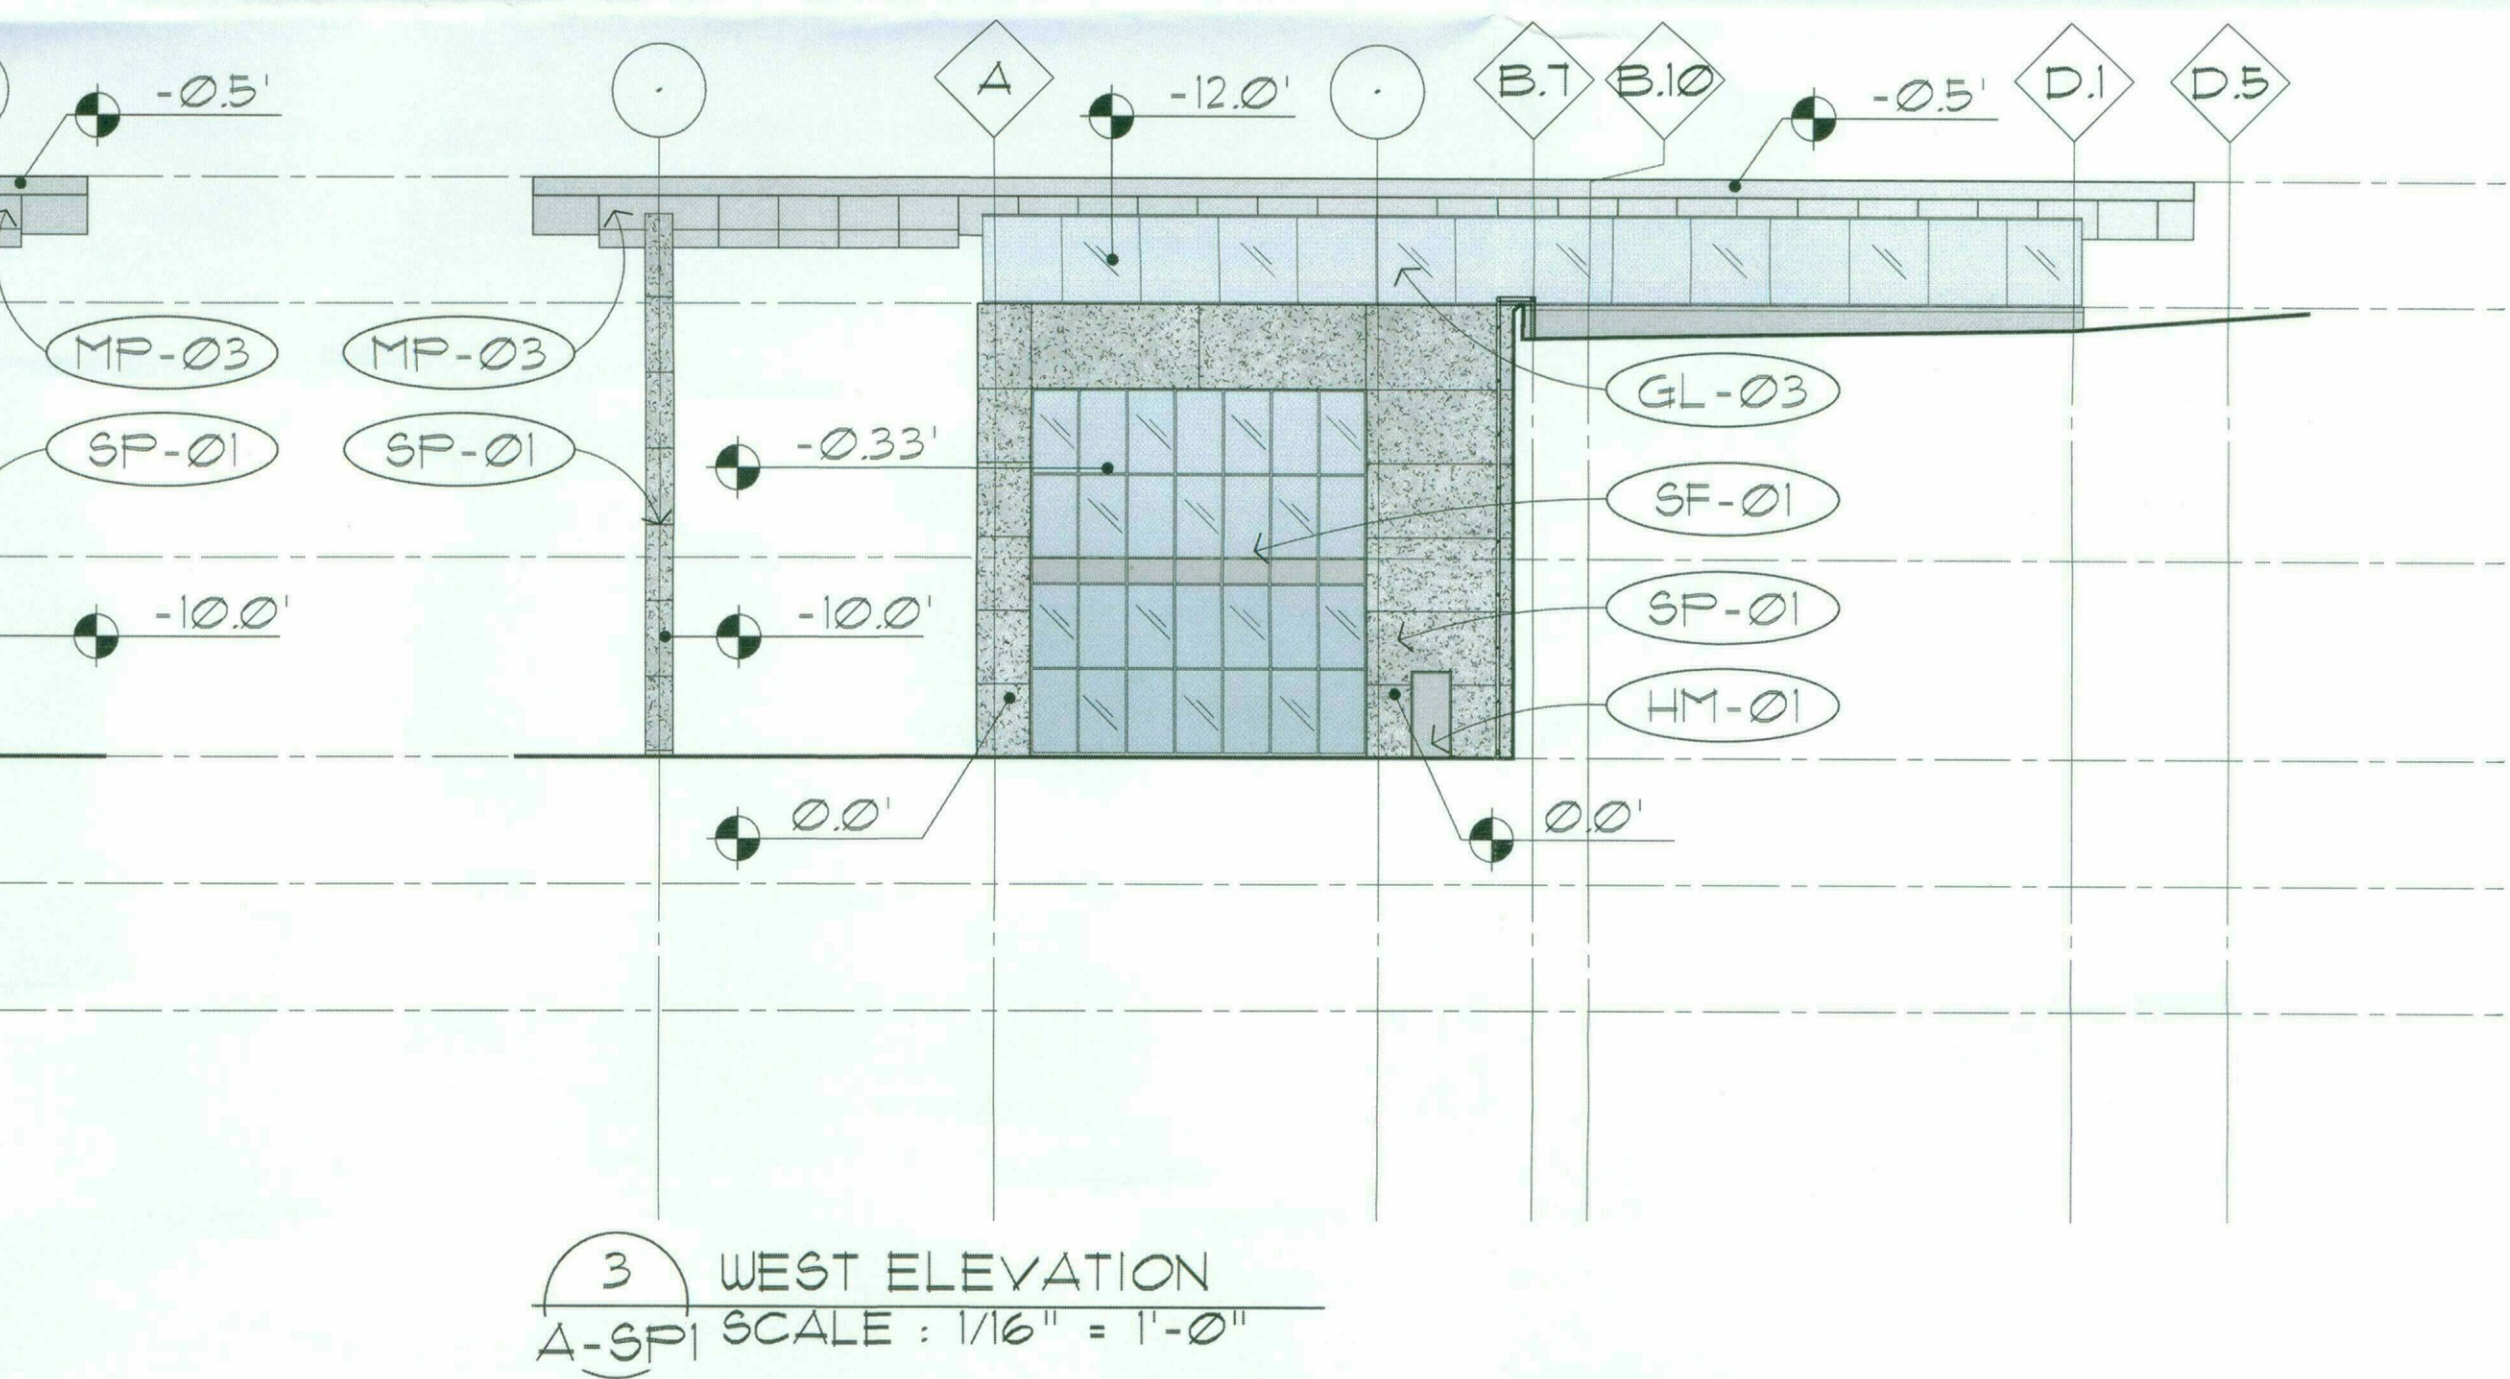 A
B.7
B.10
D.1
D.5
-Ø.5'
-12.Ø'
-Ø.5'
MP-Ø3
MP-Ø3
GL-Ø3
SP-Ø1
SP-Ø1
-Ø.33'
SF-Ø1
-1Ø.Ø'
-1Ø.Ø'
SP-Ø1
HM-Ø1
Ø.Ø'
Ø.Ø'
3
WEST ELEVATION
A-SP1
SCALE : 1/16" = 1'-Ø"